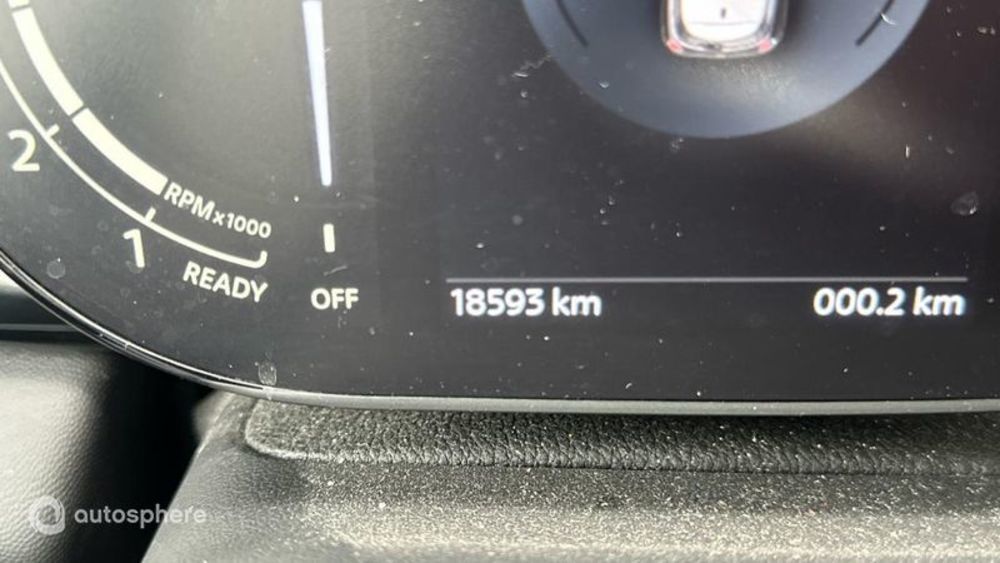 2
1
RPMx1000
READY
OFF
18593 km
000.2 km
autosphere